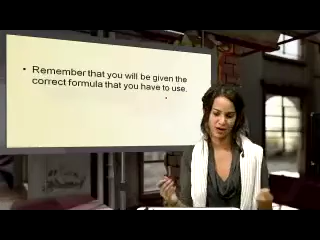 • Remember that you will be given the
correct formula that you have to use.